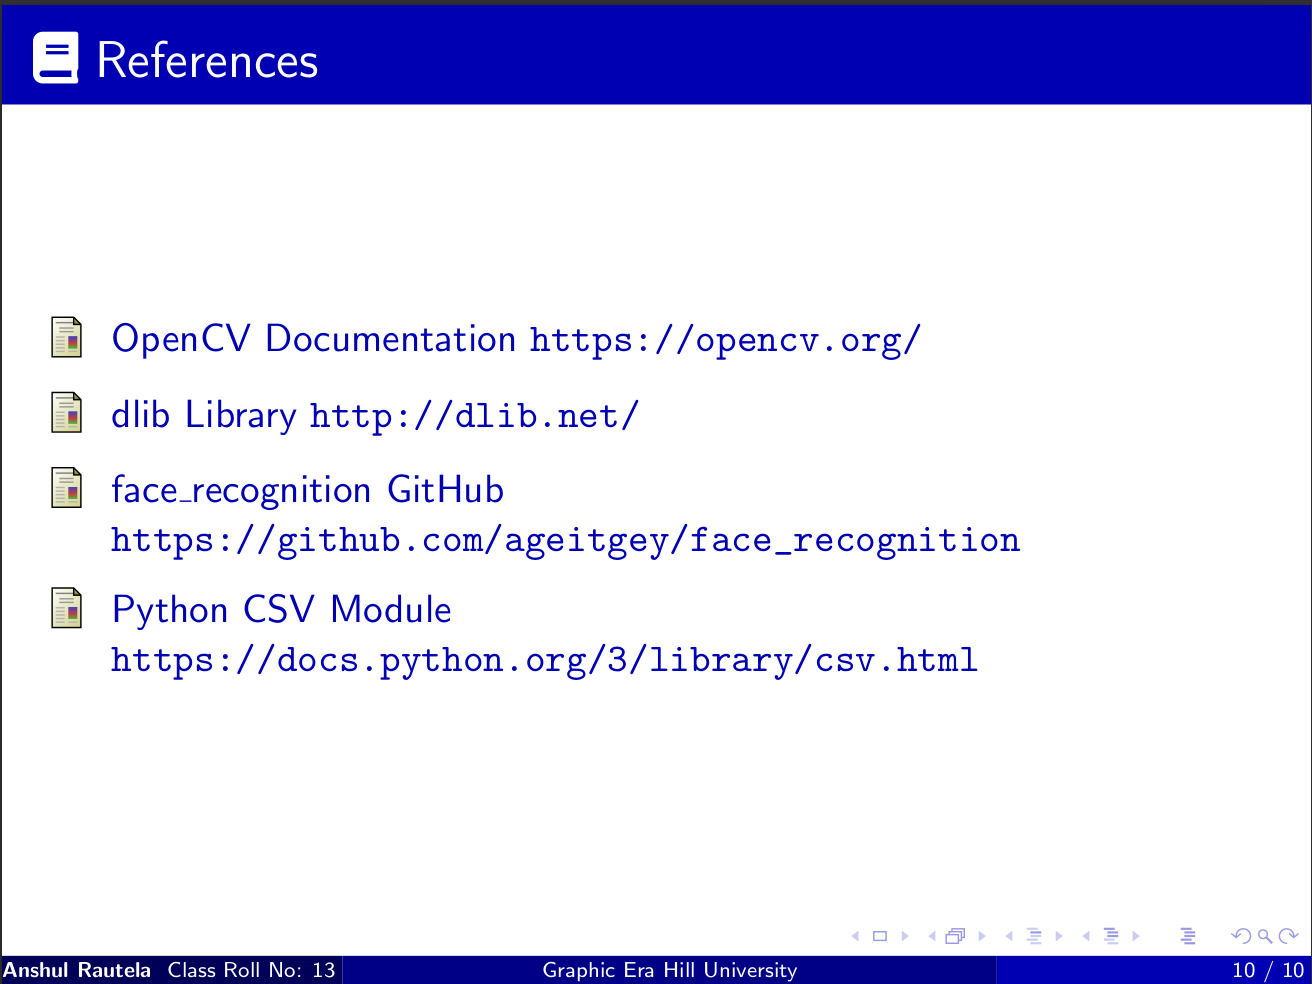 References
OpenCV Documentation https://opencv.org/
dlib Library http://dlib.net/
face_recognition GitHub
https://github.com/ageitgey/face_recognition
Python CSV Module
https://docs.python.org/3/library/csv.html
Anshul Rautela Class Roll No: 13 Graphic Era Hill University 10 / 10